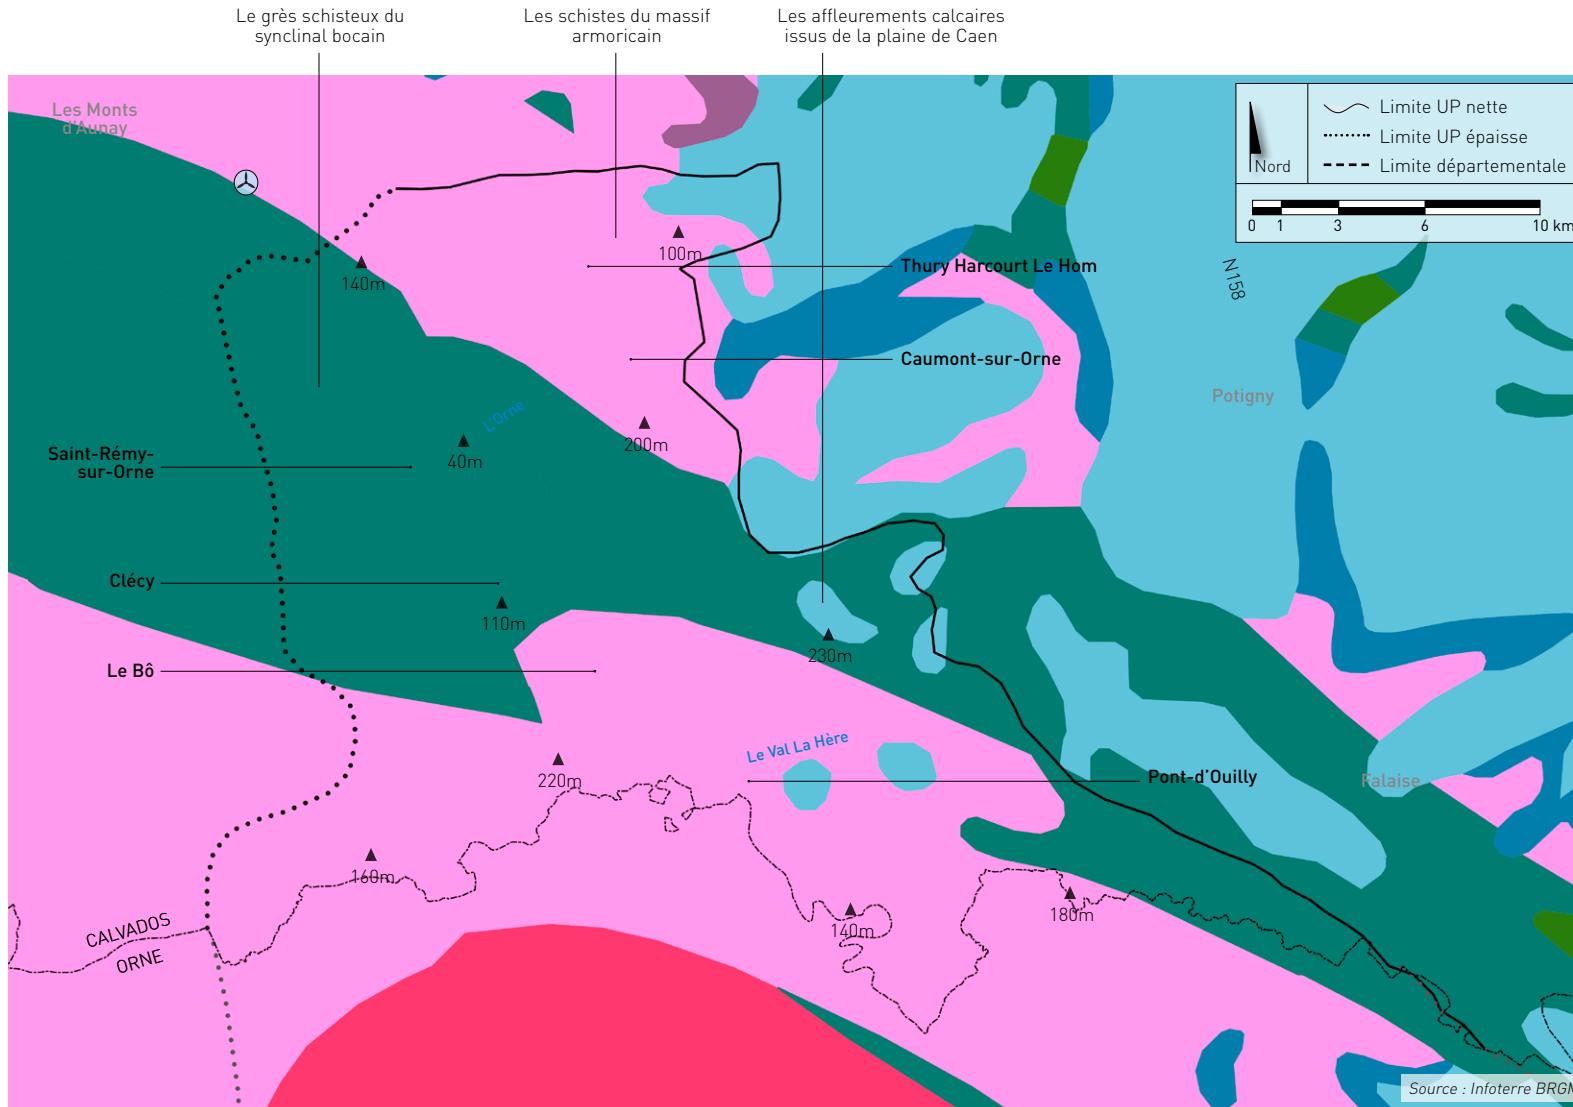 Le grès schisteux du
synclinal bocain
Les schistes du massif
armoricain
Les affleurements calcaires
issus de la plaine de Caen
Les Monts
d'Aunay
Limite UP nette
Limite UP épaisse
Limite départementale
Nord
0 1 3 6 10 km
N158
100m
Thury Harcourt Le Hom
140m
Caumont-sur-Orne
Potigny
L'Orne
200m
40m
Saint-Rémy-
sur-Orne
Clécy
110m
230m
Le Bô
Le Val La Hère
220m
Pont-d'Ouilly
Falaise
160m
180m
140m
CALVADOS
ORNE
Source : Infoterre BRGM